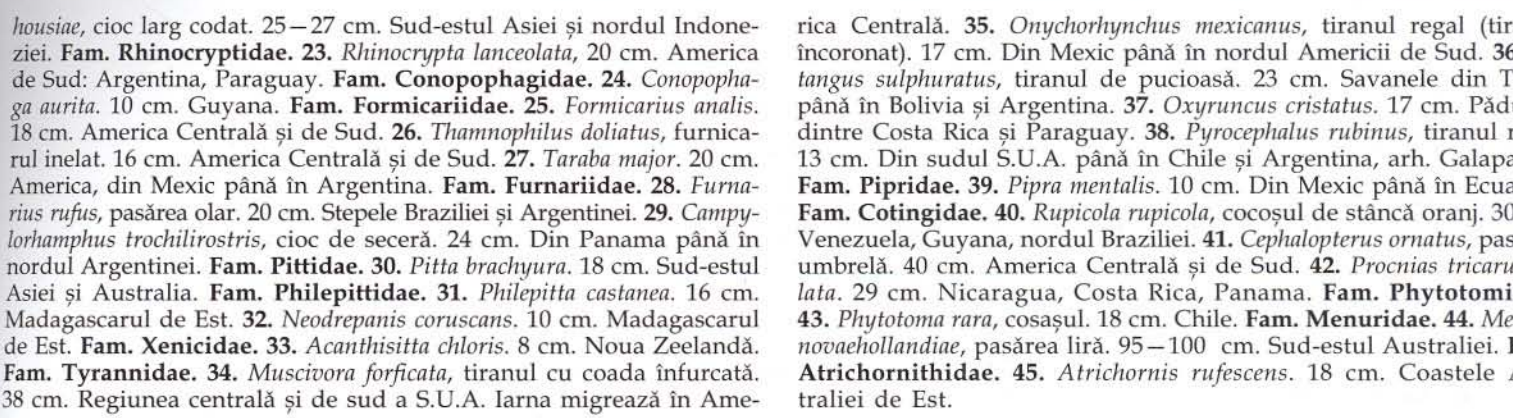 housiae, cioc larg codat. 25—27 cm. Sud-estul Asiei și nordul Indone-
ziei. Fam. Rhinocryptidae. 23. Rhinocrypta lanceolata, 20 cm. America
de Sud: Argentina, Paraguay. Fam. Conopophagidae. 24. Conopopha-
ga aurita. 10 cm. Guyana. Fam. Formicariidae. 25. Formicarius analis.
18 cm. America Centrală și de Sud. 26. Thamnophilus doliatus, furnica-
rul inelat. 16 cm. America Centrală și de Sud. 27. Taraba major. 20 cm.
America, din Mexic până în Argentina. Fam. Furnariidae. 28. Furna-
rius rufus, pasărea olar. 20 cm. Stepele Braziliei și Argentinei. 29. Campy-
lorhamphus trochilirostris, cioc de seceră. 24 cm. Din Panama până în
nordul Argentinei. Fam. Pittidae. 30. Pitta brachyura. 18 cm. Sud-estul
Asiei și Australia. Fam. Philepittidae. 31. Philepitta castanea. 16 cm.
Madagascarul de Est. 32. Neodrepanis coruscans. 10 cm. Madagascarul
de Est. Fam. Xenicidae. 33. Acanthisitta chloris. 8 cm. Noua Zeelandă.
Fam. Tyrannidae. 34. Muscivora forficata, tiranul cu coada înfurcată.
38 cm. Regiunea centrală și de sud a S.U.A. Iarna migrează în Ame-
rica Centrală. 35. Onychorhynchus mexicanus, tiranul regal (tir
încoronat). 17 cm. Din Mexic până în nordul Americii de Sud. 36
tangus sulphuratus, tiranul de pucioasă. 23 cm. Savanele din T
până în Bolivia și Argentina. 37. Oxyruncus cristatus. 17 cm. Pădu
dintre Costa Rica și Paraguay. 38. Pyrocephalus rubinus, tiranul r
13 cm. Din sudul S.U.A. până în Chile și Argentina, arh. Galapa
Fam. Pipridae. 39. Pipra mentalis. 10 cm. Din Mexic până în Ecua
Fam. Cotingidae. 40. Rupicola rupicola, cocoșul de stâncă oranj. 30
Venezuela, Guyana, nordul Braziliei. 41. Cephalopterus ornatus, pas
umbrelă. 40 cm. America Centrală și de Sud. 42. Procnias tricaru
lata. 29 cm. Nicaragua, Costa Rica, Panama. Fam. Phytotomi
43. Phytotoma rara, cosașul. 18 cm. Chile. Fam. Menuridae. 44. Me
novaehollandiae, pasărea liră. 95—100 cm. Sud-estul Australiei.
Atrichornithidae. 45. Atrichornis rufescens. 18 cm. Coastele
traliei de Est.